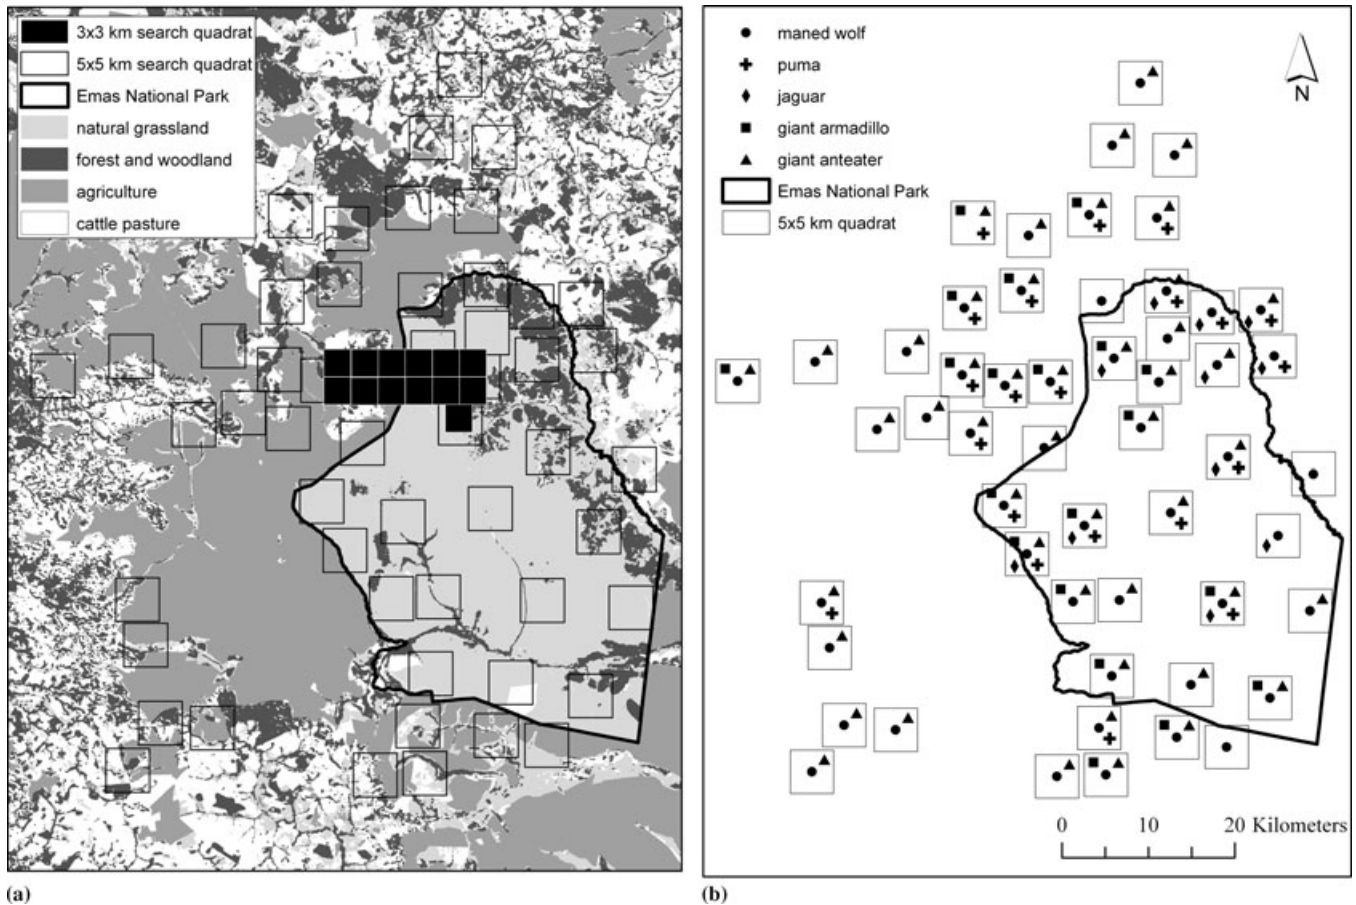 3x3 km search quadrat
5x5 km search quadrat
Emas National Park
natural grassland
forest and woodland
agriculture
cattle pasture
(a)
maned wolf
puma
jaguar
giant armadillo
giant anteater
Emas National Park
5x5 km quadrat
N
0 10 20 Kilometers
(b)